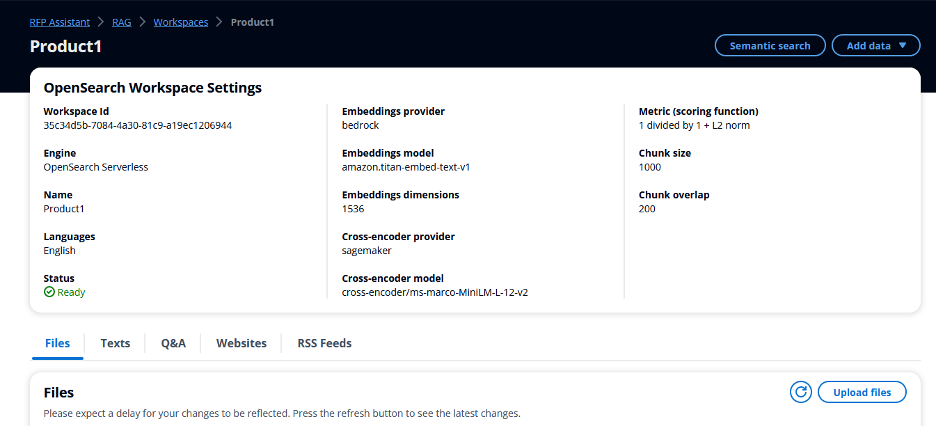 RFP Assistant > RAG > Workspaces > Product1
Product1
Semantic search
Add data
OpenSearch Workspace Settings
Workspace Id
35c34d5b-7084-4a30-81c9-a19ec1206944
Engine
OpenSearch Serverless
Name
Product1
Languages
English
Status
Ready
Embeddings provider
bedrock
Embeddings model
amazon.titan-embed-text-v1
Embeddings dimensions
1536
Cross-encoder provider
sagemaker
Cross-encoder model
cross-encoder/ms-marco-MiniLM-L-12-v2
Metric (scoring function)
1 divided by 1 + L2 norm
Chunk size
1000
Chunk overlap
200
Files
Texts
Q&A
Websites
RSS Feeds
Files
Upload files
Please expect a delay for your changes to be reflected. Press the refresh button to see the latest changes.